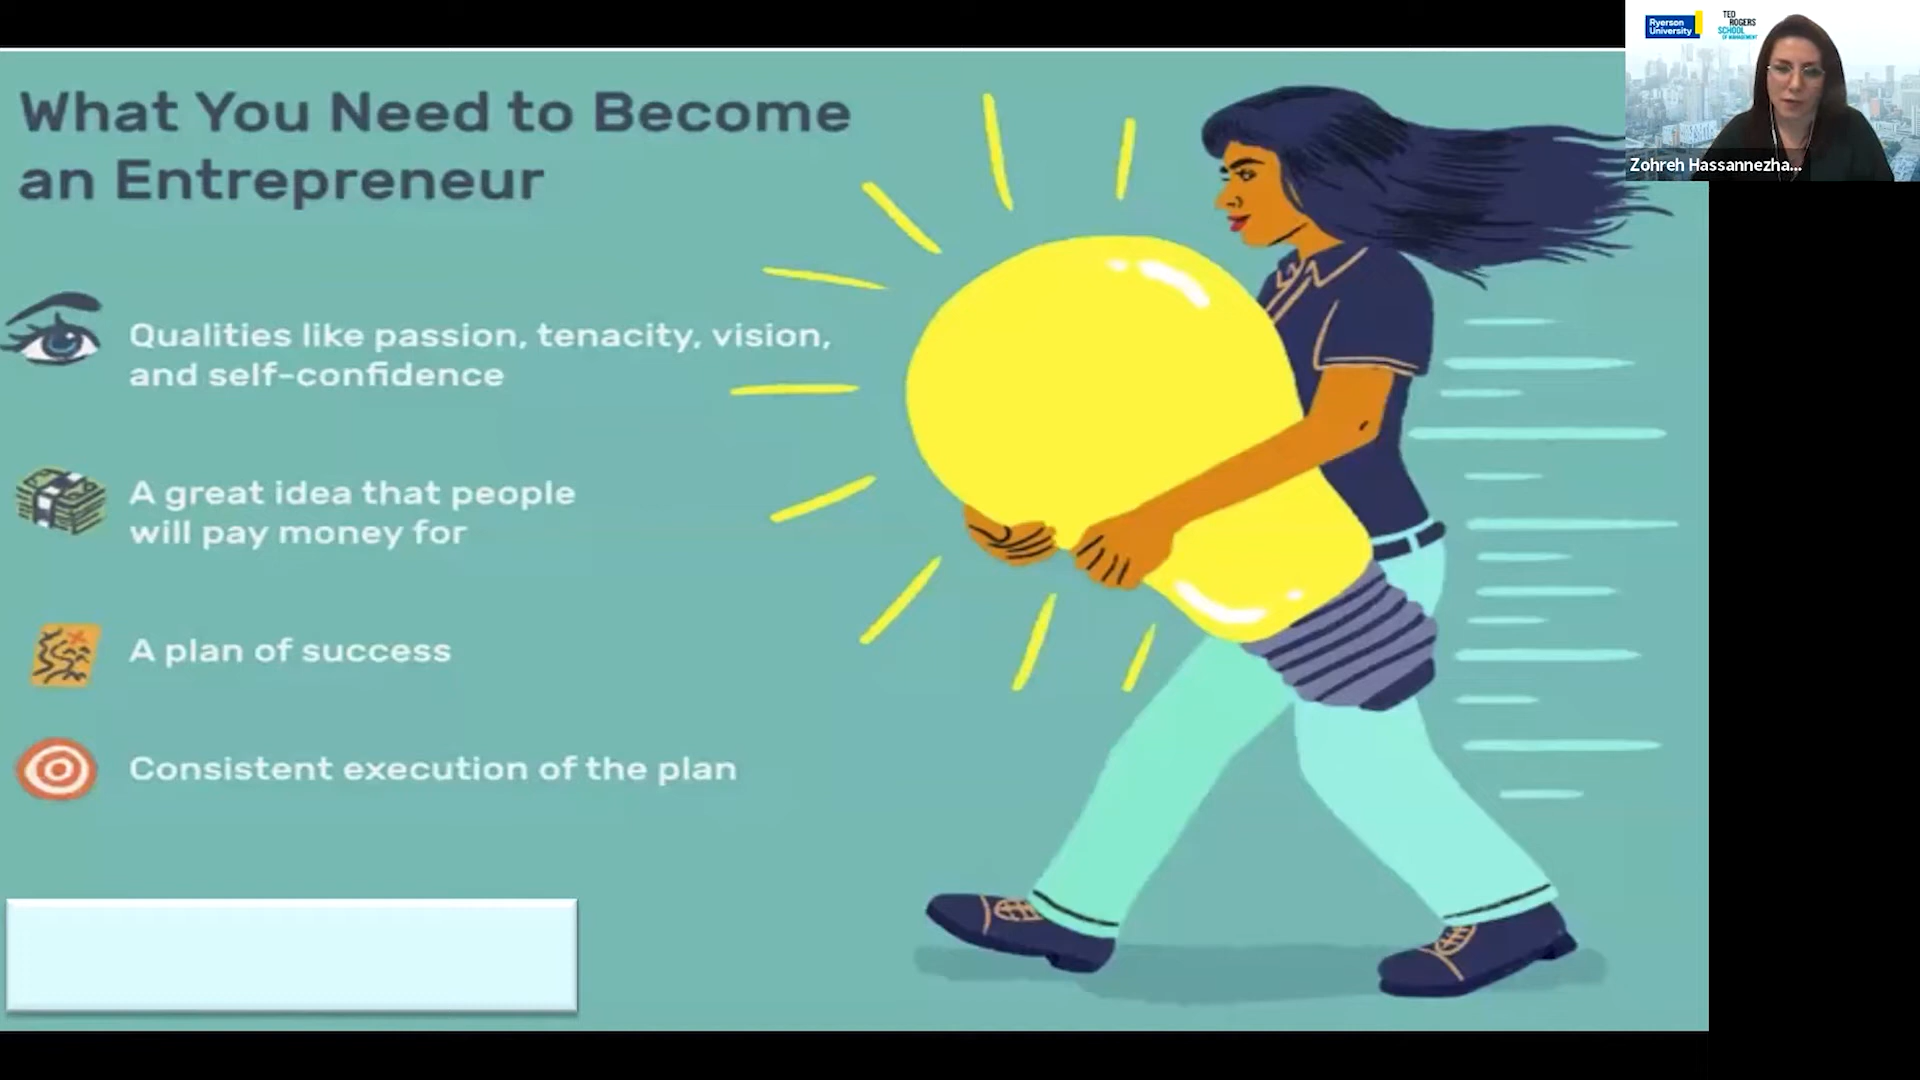 What You Need to Become
an Entrepreneur
Qualities like passion, tenacity, vision,
and self-confidence
A great idea that people
will pay money for
A plan of success
Consistent execution of the plan
Ryerson
University
TED
ROGERS
SCHOOL
OF MANAGEMENT
Zohreh Hassannezha...